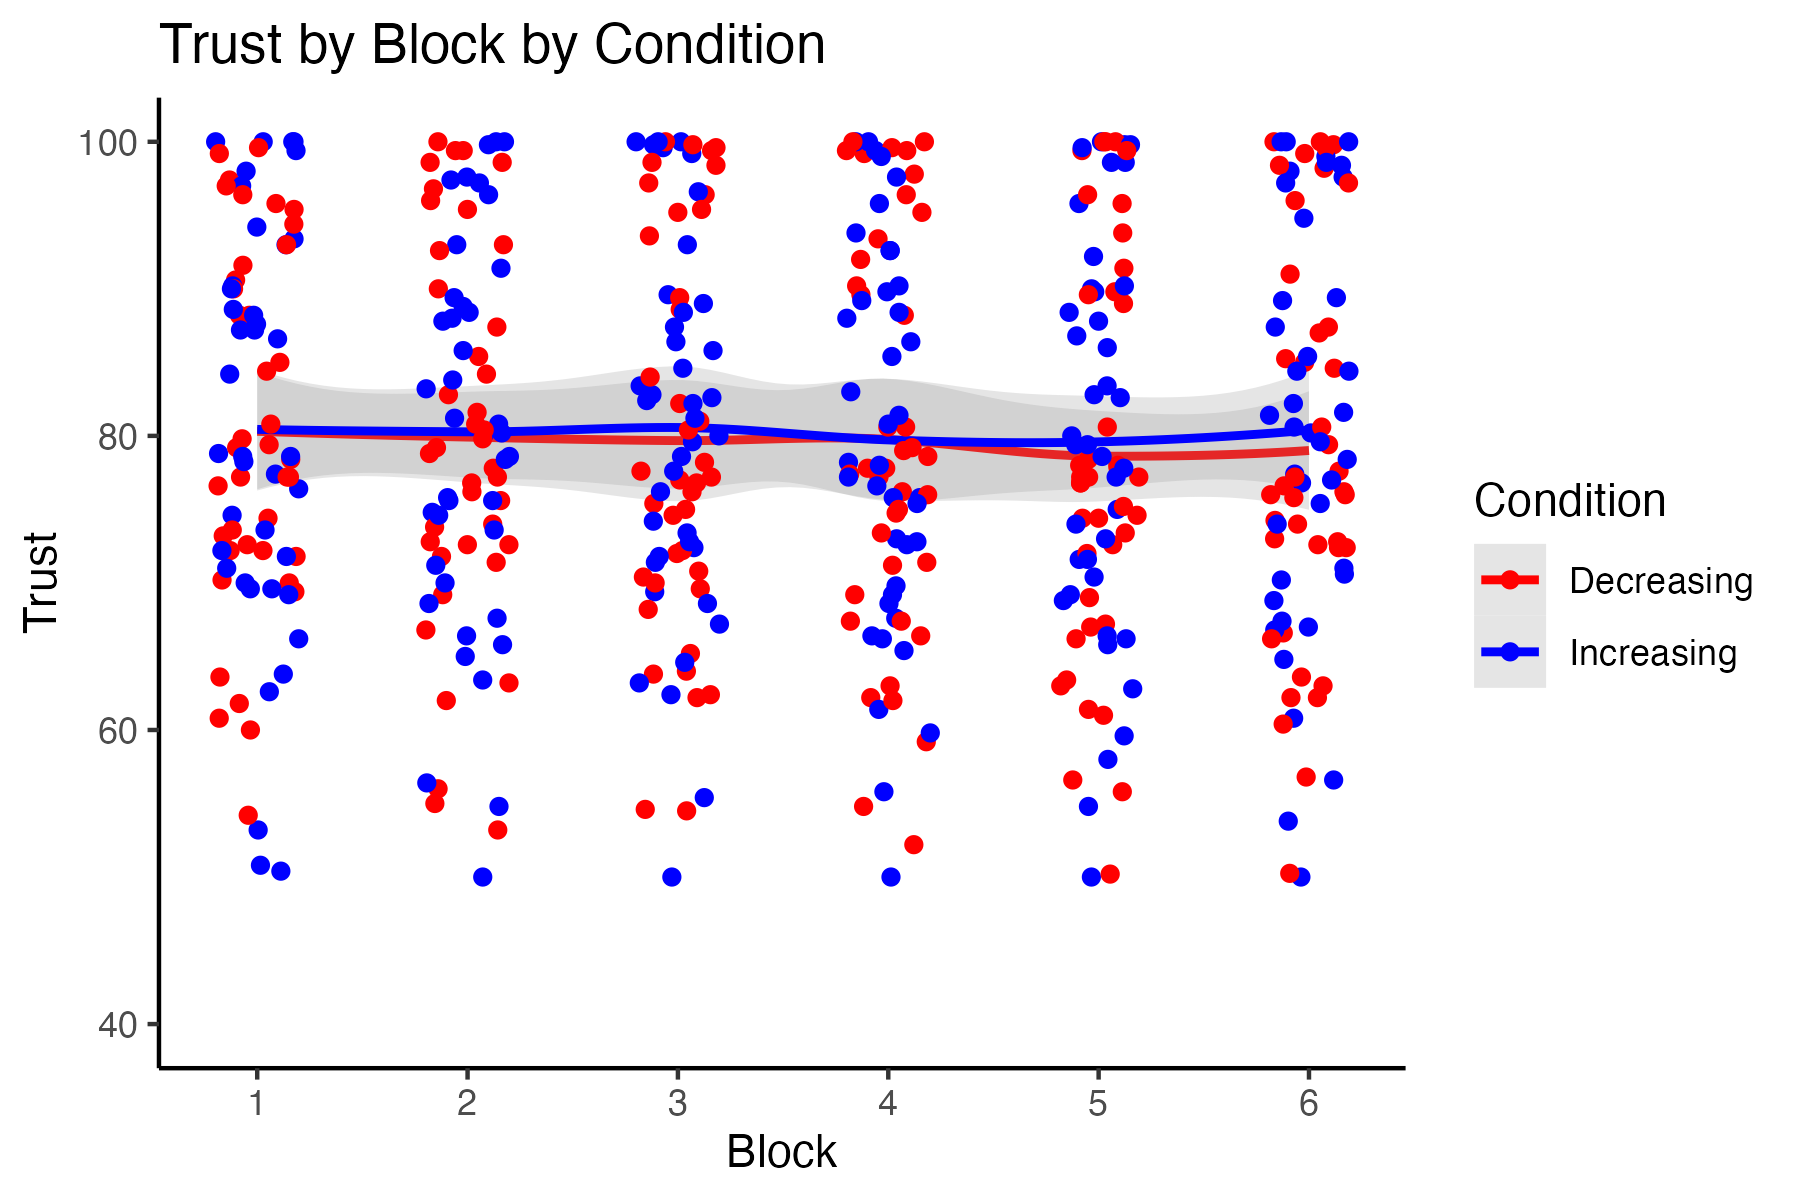 Trust by Block by Condition
100
80
60
40
Trust
1 2 3 4 5 6
Block
Condition
Decreasing
Increasing